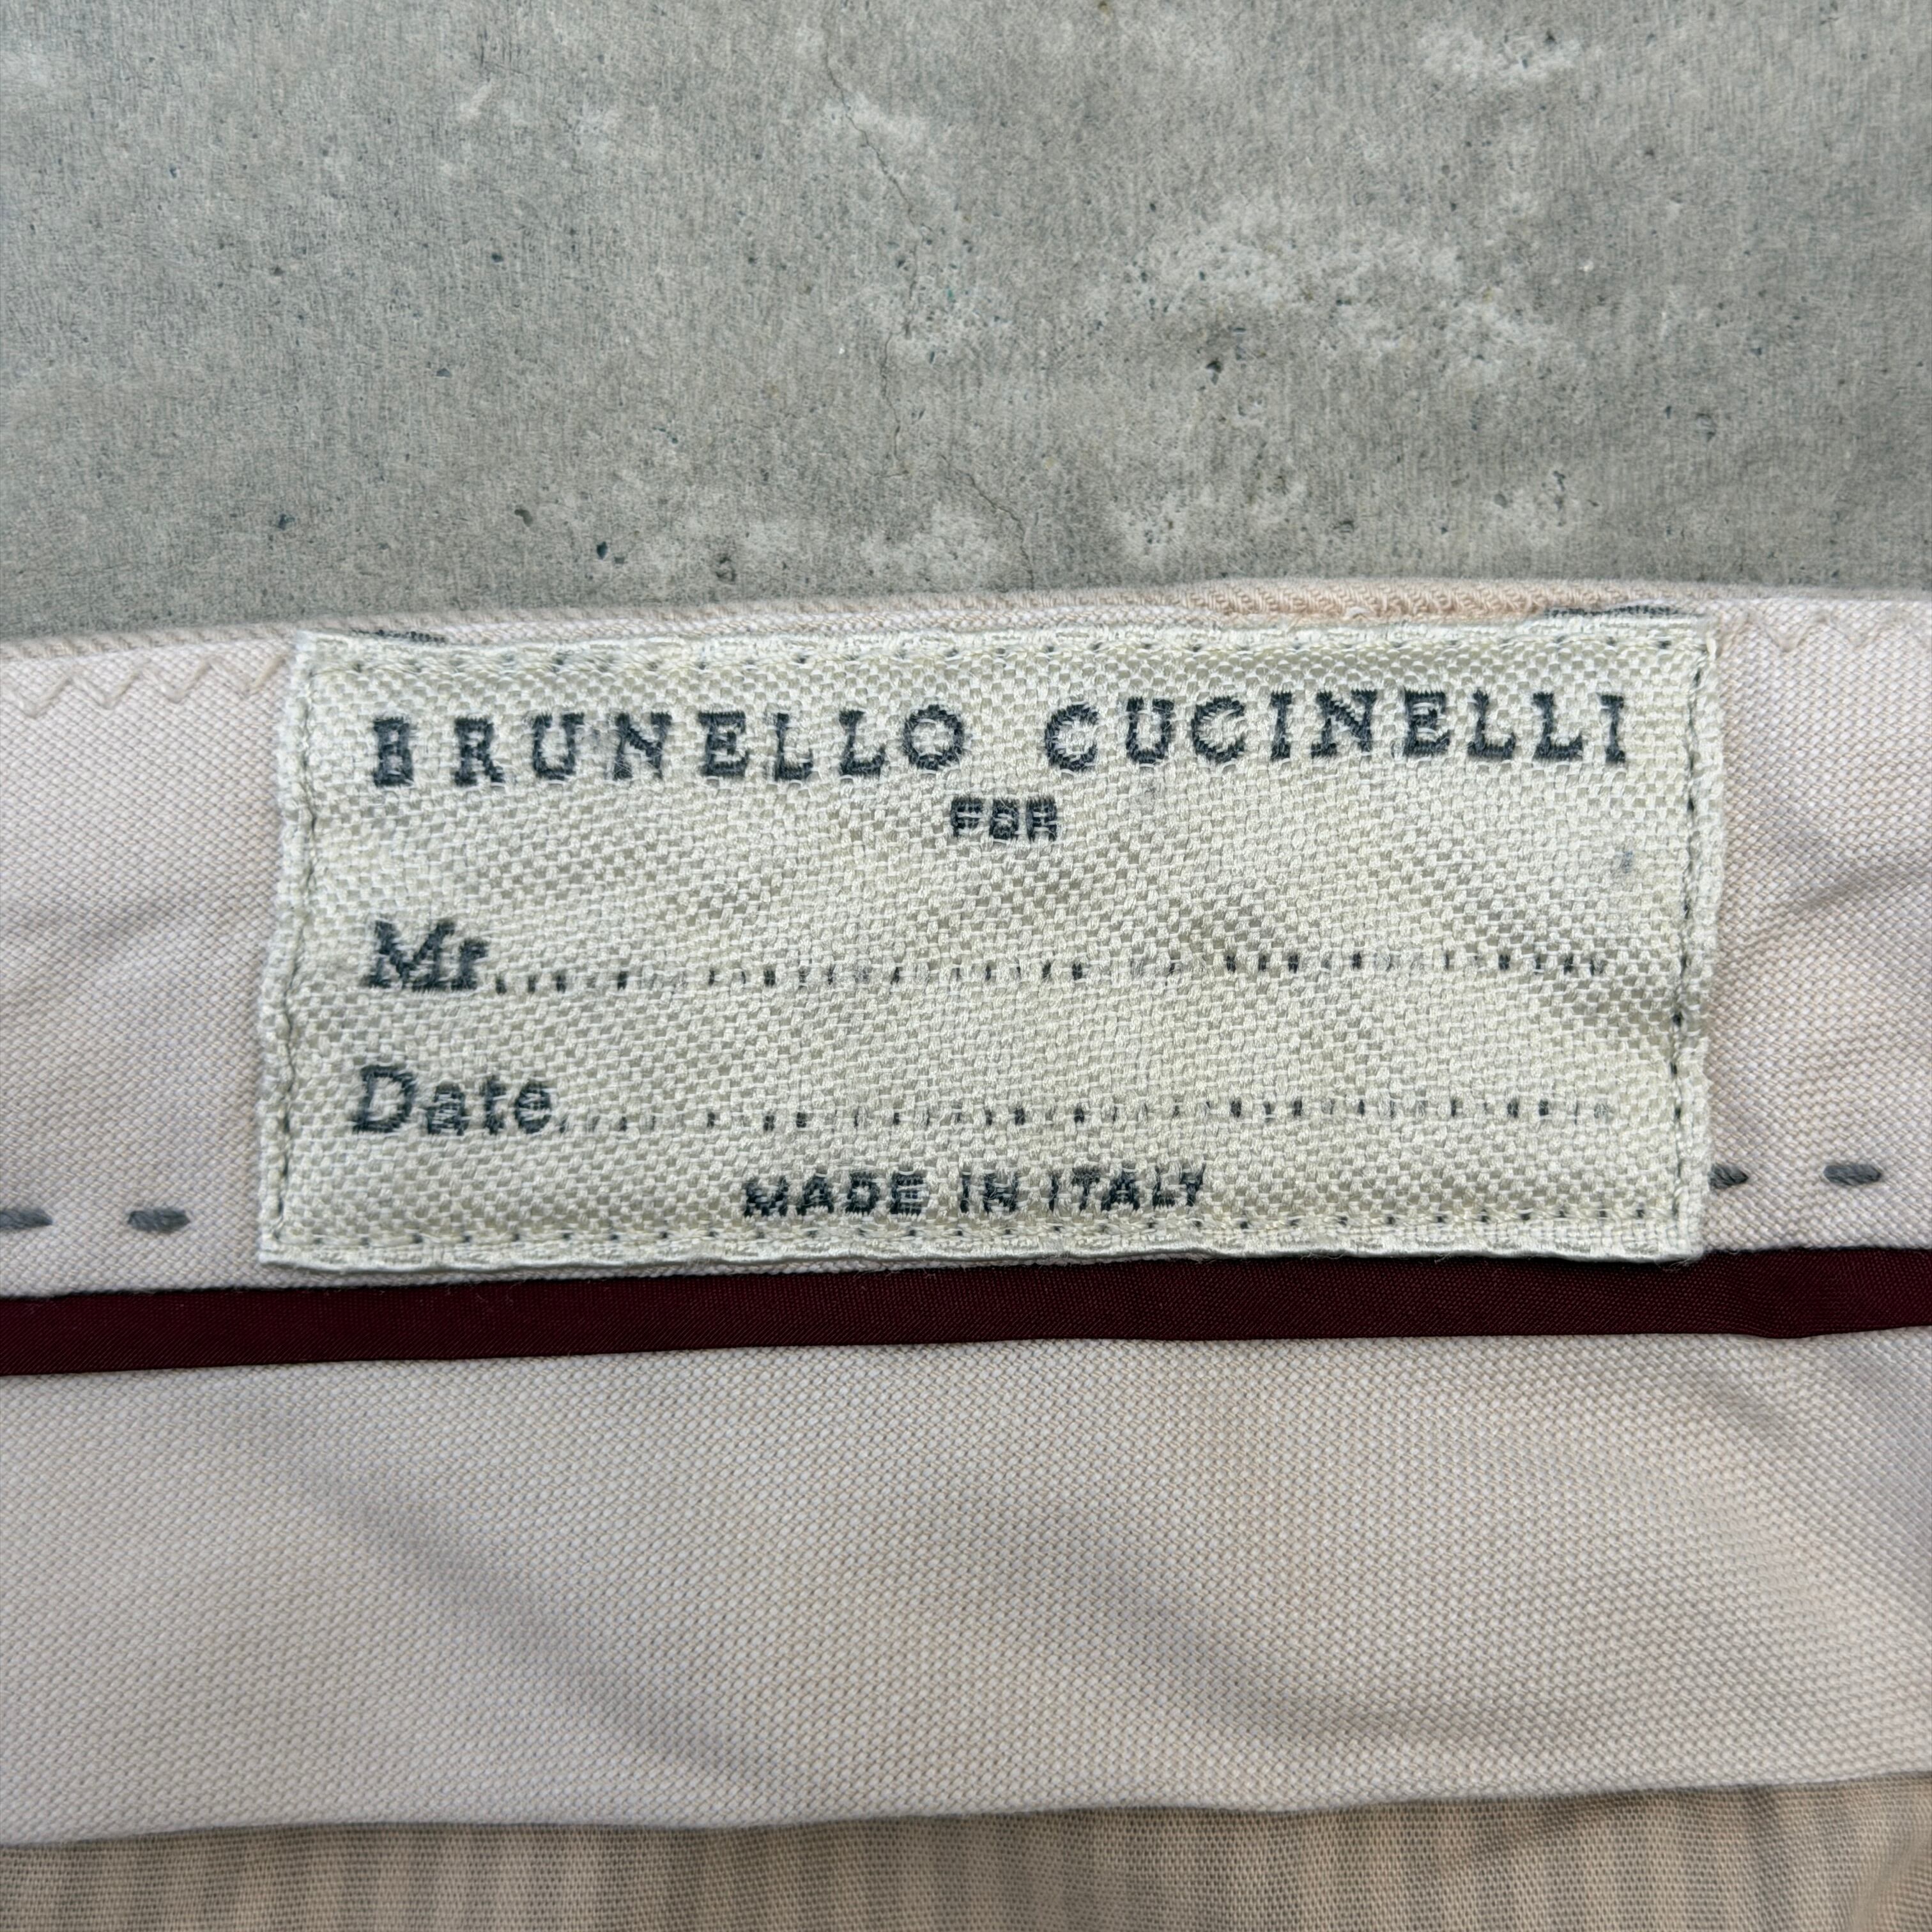 BRUNELLO CUCINELLI
FOR
Mr..............................
Date..............................
MADE IN ITALY